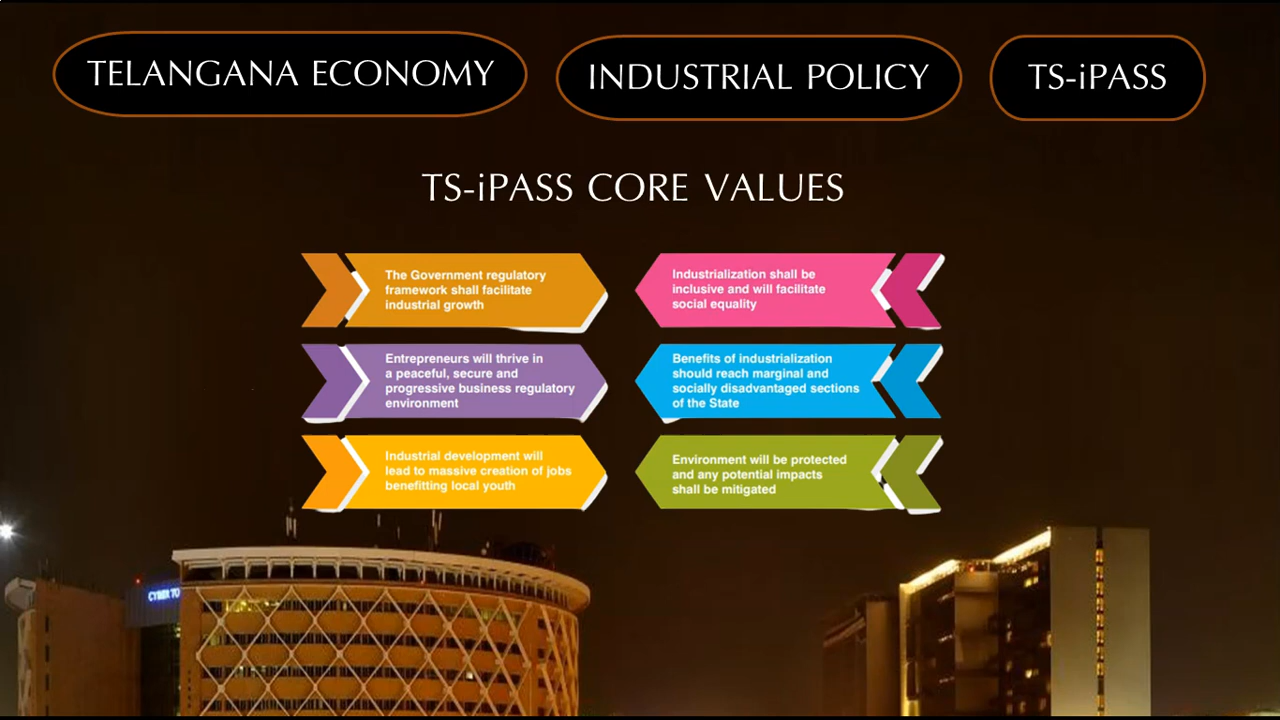 TELANGANA ECONOMY
INDUSTRIAL POLICY
TS-iPASS
TS-iPASS CORE VALUES
The Government regulatory
framework shall facilitate
industrial growth
Industrialization shall be
inclusive and will facilitate
social equality
Entrepreneurs will thrive in
a peaceful, secure and
progressive business regulatory
environment
Benefits of industrialization
should reach marginal and
socially disadvantaged sections
of the State
Industrial development will
lead to massive creation of jobs
benefitting local youth
Environment will be protected
and any potential impacts
shall be mitigated
CYBER TO